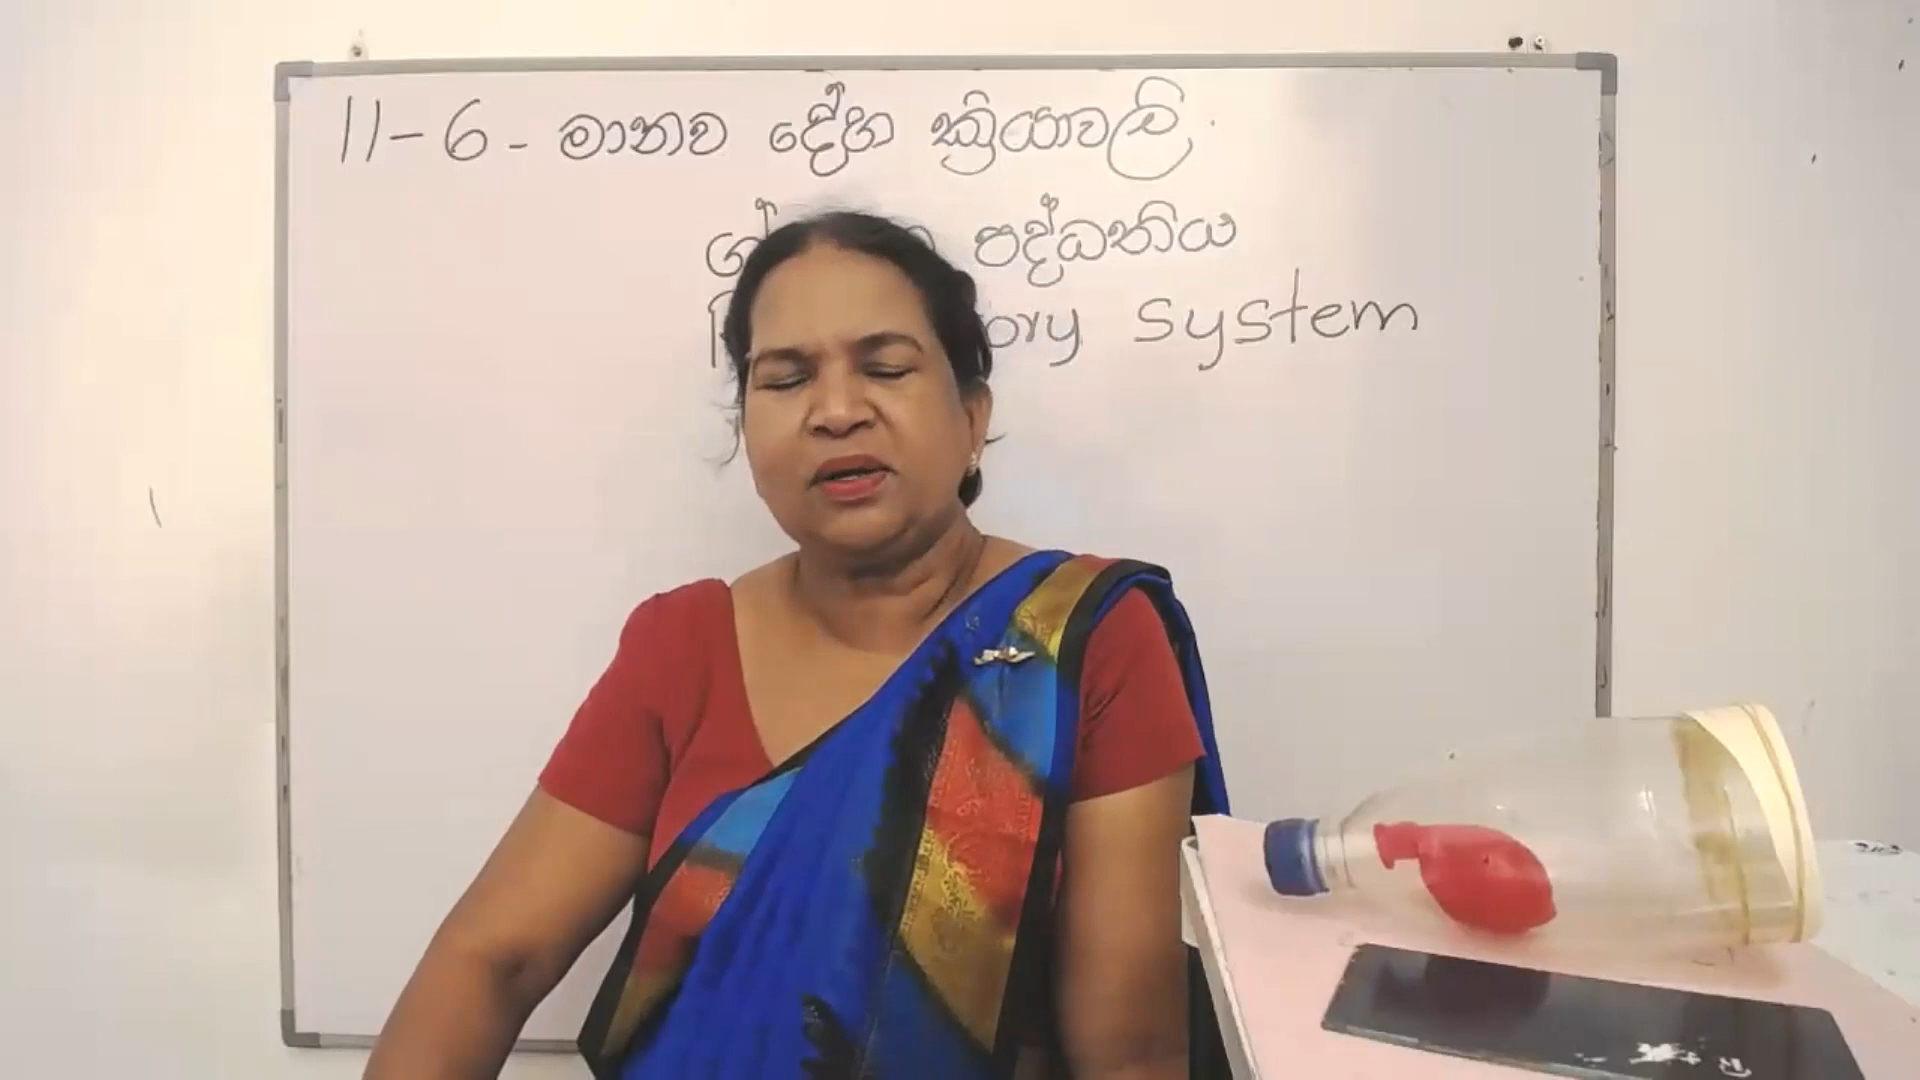 11-6 - මානව දේහ ක්‍රියාවලි.
පද්ධතිය
system